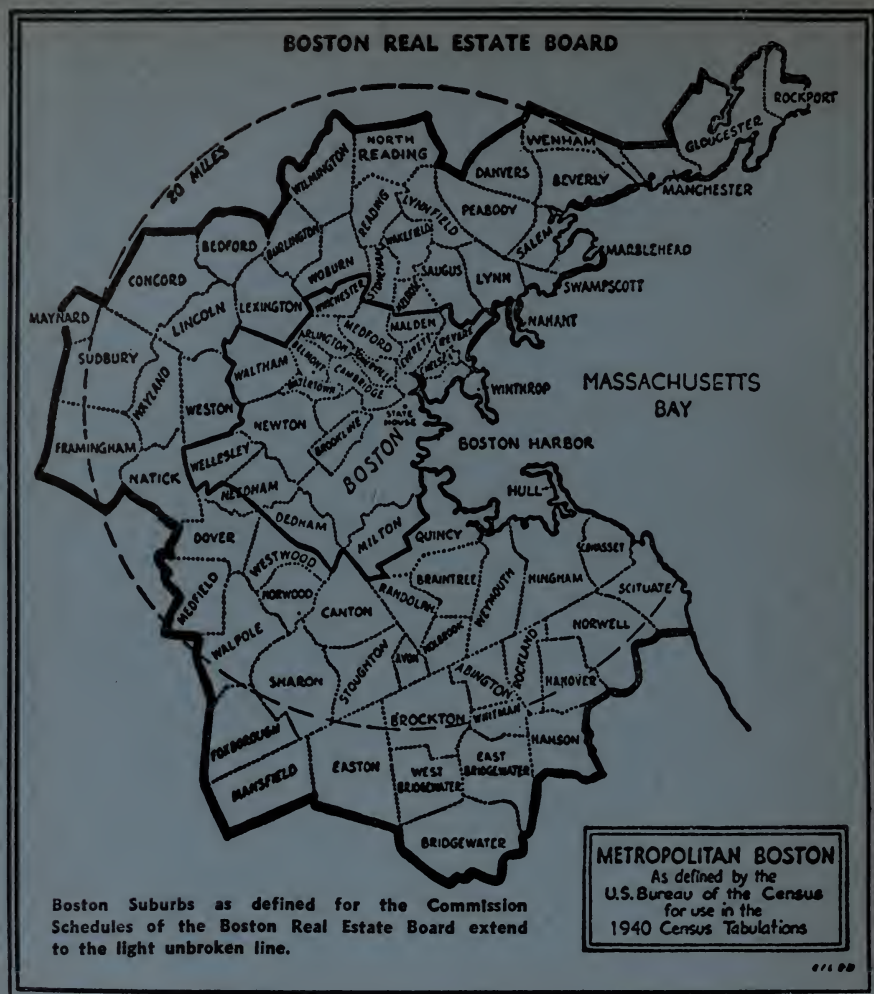 BOSTON REAL ESTATE BOARD
ROCKPORT
GLOUCESTER
20 MILES
NORTH
READING
WENHAM
WILMINGTON
DANVERS
BEVERLY
MANCHESTER
READING
LYNNFIELD
PEABODY
BEDFORD
BURLINGTON
WAKEFIELD
SALEM
MARBLEHEAD
CONCORD
WOBURN
STONEHAM
SAUGUS
LYNN
SWAMPSCOTT
MAYNARD
LINCOLN
LEXINGTON
WINCHESTER
MELROSE
NAHANT
SUDBURY
MEDFORD
MALDEN
REVERE
ARLINGTON
EVERETT
WAYLAND
WALTHAM
BELMONT
SOMERVILLE
CHELSEA
WINTHROP
MASSACHUSETTS
BAY
WATERTOWN
CAMBRIDGE
WESTON
NEWTON
STATE
HOUSE
BROOKLINE
BOSTON
BOSTON HARBOR
FRAMINGHAM
NATICK
WELLESLEY
NEEDHAM
HULL
DEDHAM
MILTON
QUINCY
DOVER
WESTWOOD
COHASSET
BRAINTREE
WEYMOUTH
HINGHAM
SCITUATE
MEDFIELD
NORWOOD
CANTON
RANDOLPH
WALPOLE
HOLBROOK
NORWELL
SHARON
STOUGHTON
AVON
ABINGTON
ROCKLAND
HANOVER
BROCKTON
WHITMAN
FOXBOROUGH
HANSON
MANSFIELD
EASTON
WEST
BRIDGEWATER
EAST
BRIDGEWATER
BRIDGEWATER
METROPOLITAN BOSTON
As defined by the
U.S. Bureau of the Census
for use in the
1940 Census Tabulations
Boston Suburbs as defined for the Commission
Schedules of the Boston Real Estate Board extend
to the light unbroken line.